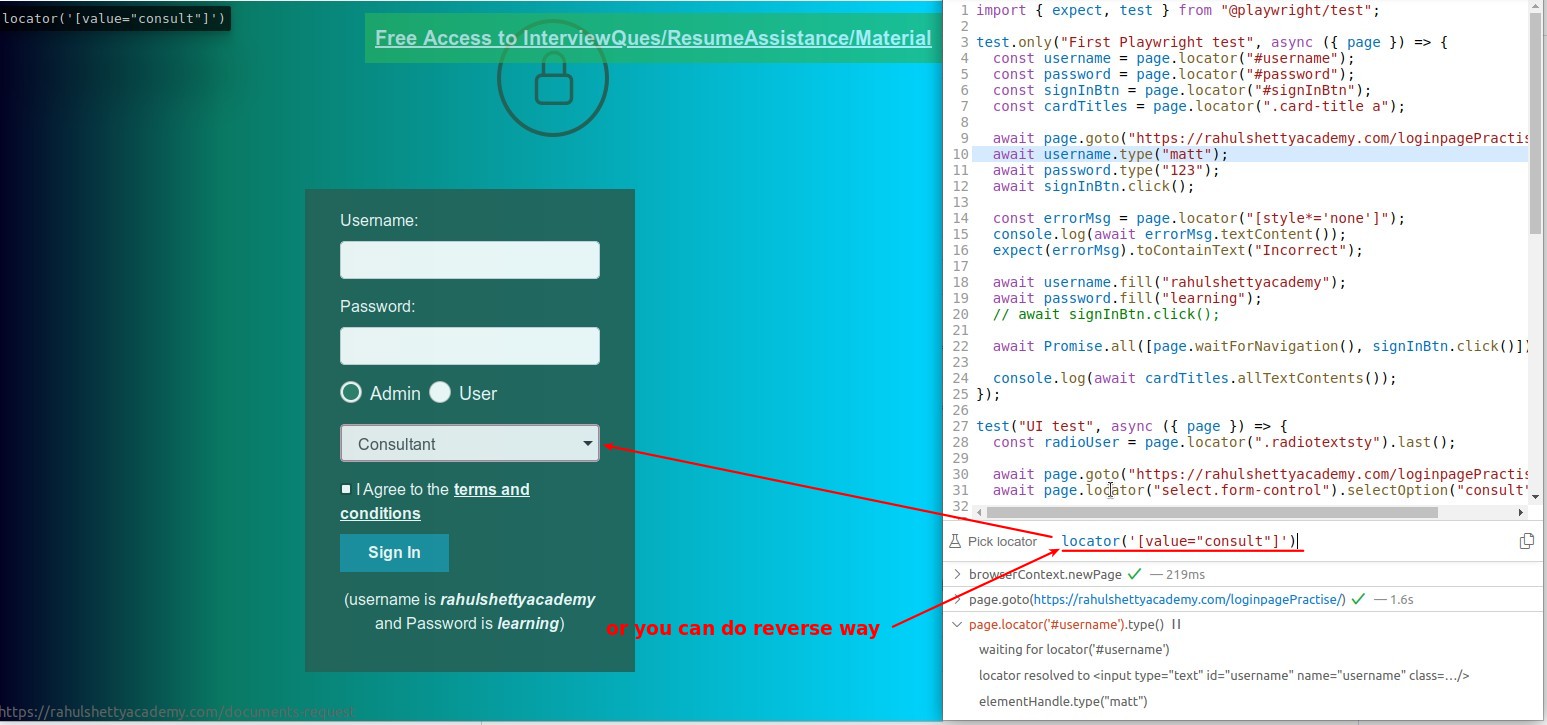 locator('[value="consult"]')
Free Access to InterviewQues/ResumeAssistance/Material
Username:
Password:
Admin User
Consultant
I Agree to the terms and
conditions
Sign In
(username is rahulshettyacademy
and Password is learning)
or you can do reverse way
https://rahulshettyacademy.com/documents-request
1 import { expect, test } from "@playwright/test";
2
3 test.only("First Playwright test", async ({ page }) => {
4 const username = page.locator("#username");
5 const password = page.locator("#password");
6 const signInBtn = page.locator("#signInBtn");
7 const cardTitles = page.locator(".card-title a");
8
9 await page.goto("https://rahulshettyacademy.com/loginpagePractis
10 await username.type("matt");
11 await password.type("123");
12 await signInBtn.click();
13
14 const errorMsg = page.locator("[style*='none']");
15 console.log(await errorMsg.textContent());
16 expect(errorMsg).toContainText("Incorrect");
17
18 await username.fill("rahulshettyacademy");
19 await password.fill("learning");
20 // await signInBtn.click();
21
22 await Promise.all([page.waitForNavigation(), signInBtn.click()])
23
24 console.log(await cardTitles.allTextContents());
25 });
26
27 test("UI test", async ({ page }) => {
28 const radioUser = page.locator(".radiotextsty").last();
29
30 await page.goto("https://rahulshettyacademy.com/loginpagePractis
31 await page.locator("select.form-control").selectOption("consult"
32
Pick locator locator('[value="consult"]')
browserContext.newPage ✓ — 219ms
page.goto(https://rahulshettyacademy.com/loginpagePractise/) ✓ — 1.6s
page.locator('#username').type()
waiting for locator('#username')
locator resolved to <input type="text" id="username" name="username" class=…/>
elementHandle.type("matt")